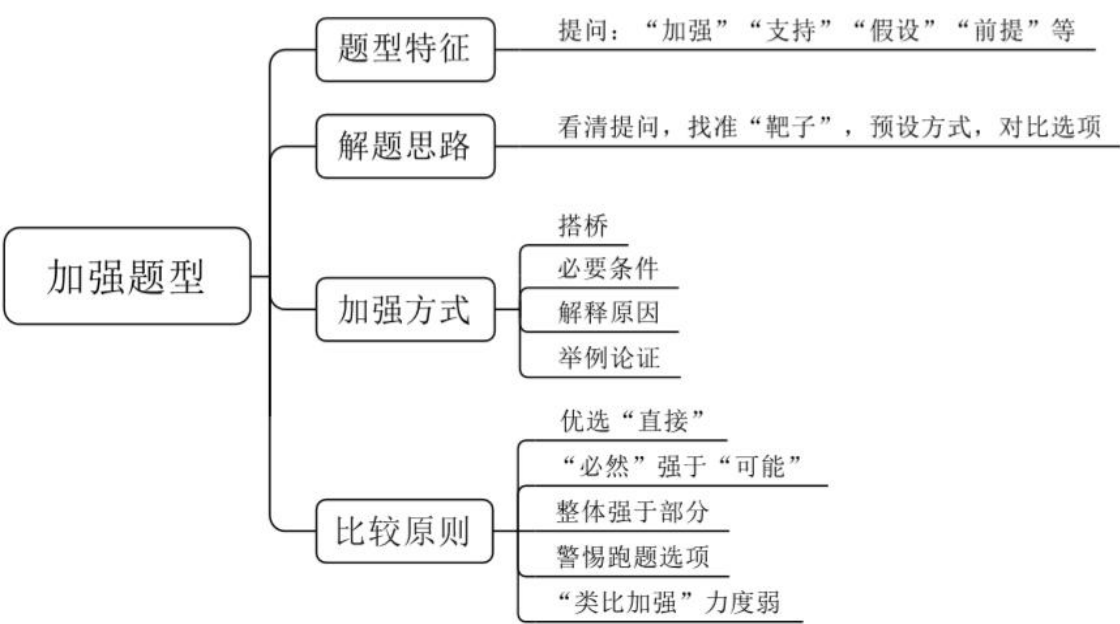 加强题型
题型特征
提问：“加强”“支持”“假设”“前提”等
解题思路
看清提问，找准“靶子”，预设方式，对比选项
加强方式
搭桥
必要条件
解释原因
举例论证
比较原则
优选“直接”
“必然”强于“可能”
整体强于部分
警惕跑题选项
“类比加强”力度弱